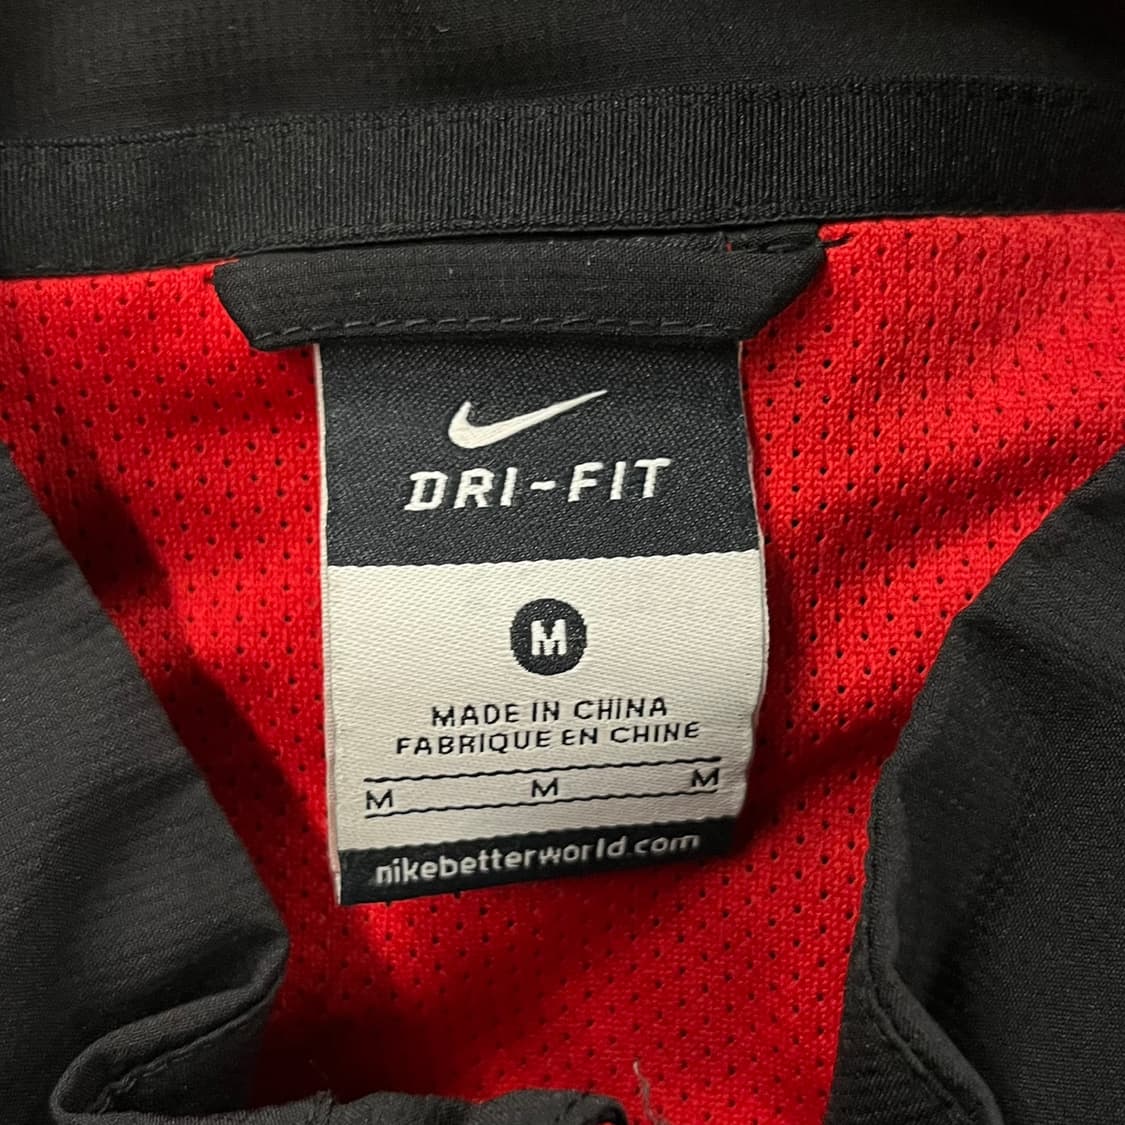 DRI-FIT
M
MADE IN CHINA
FABRIQUE EN CHINE
M M M
nikebetterworld.com